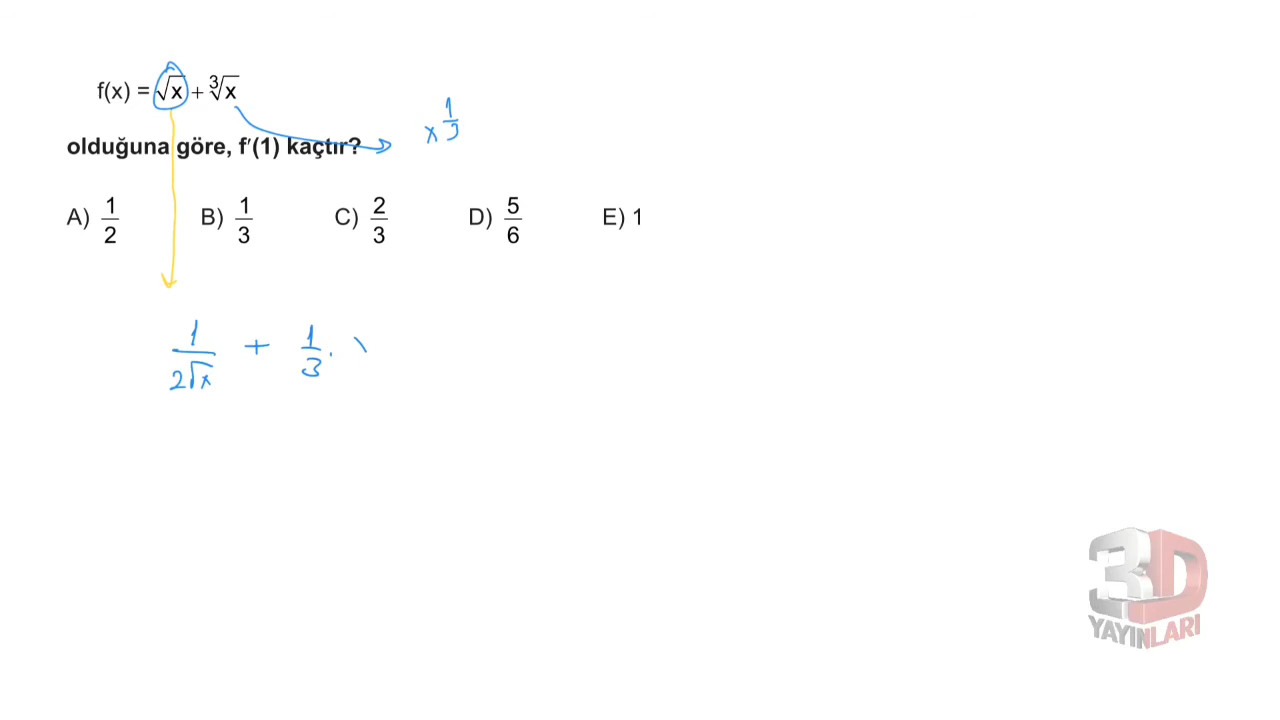 f(x) = √x + ∛x
x^(1/3)
olduğuna göre, f′(1) kaçtır?
A) 1/2 B) 1/3 C) 2/3 D) 5/6 E) 1
1/(2√x) + 1/3 ·
3D
YAYINLARI